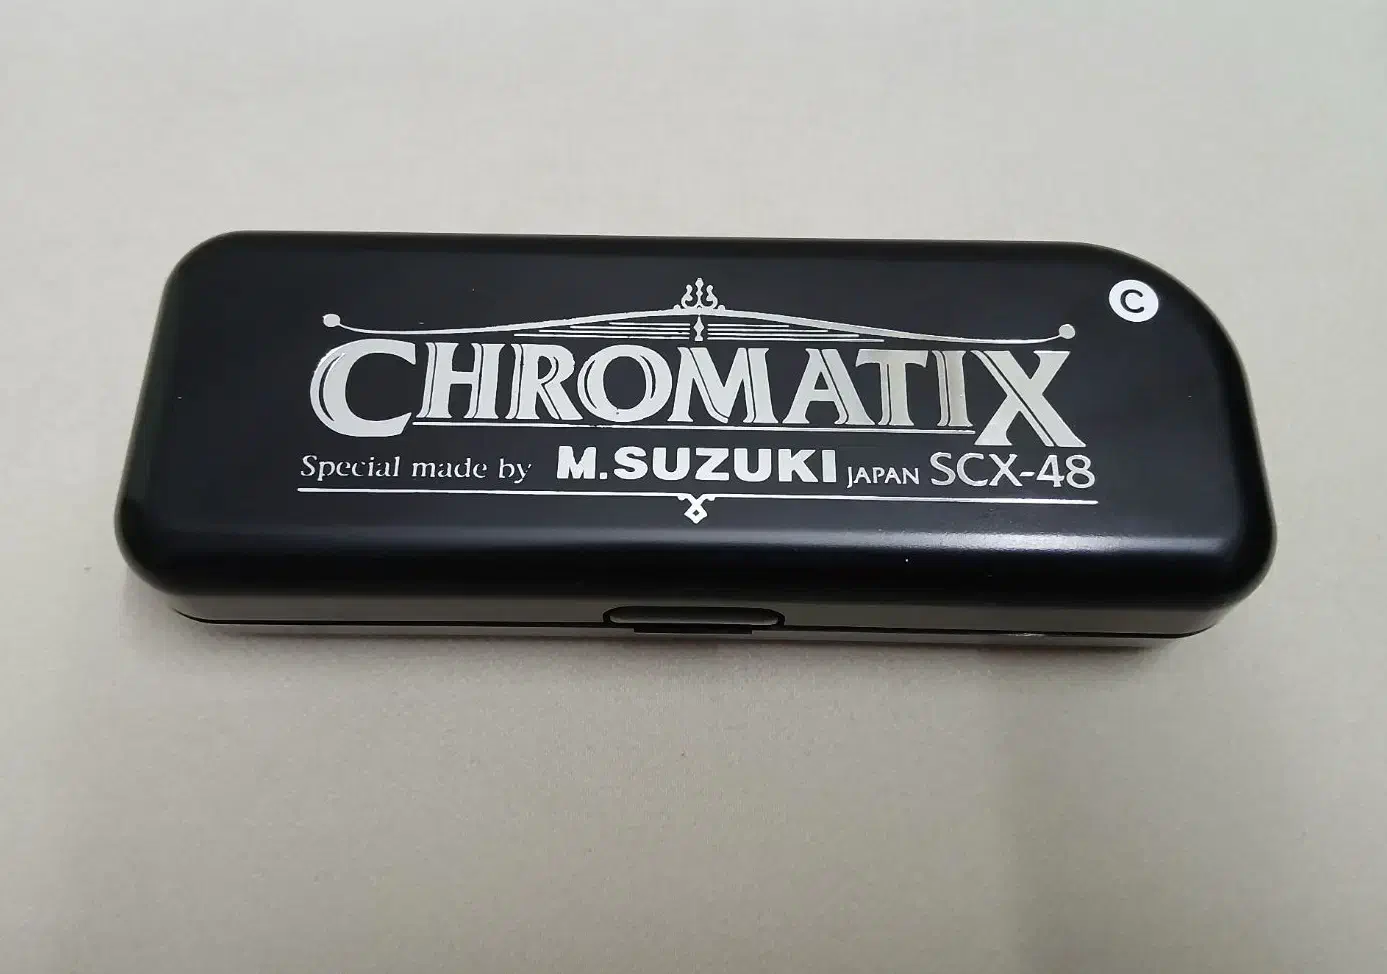 C
CHROMATIX
Special made by M.SUZUKI JAPAN SCX-48